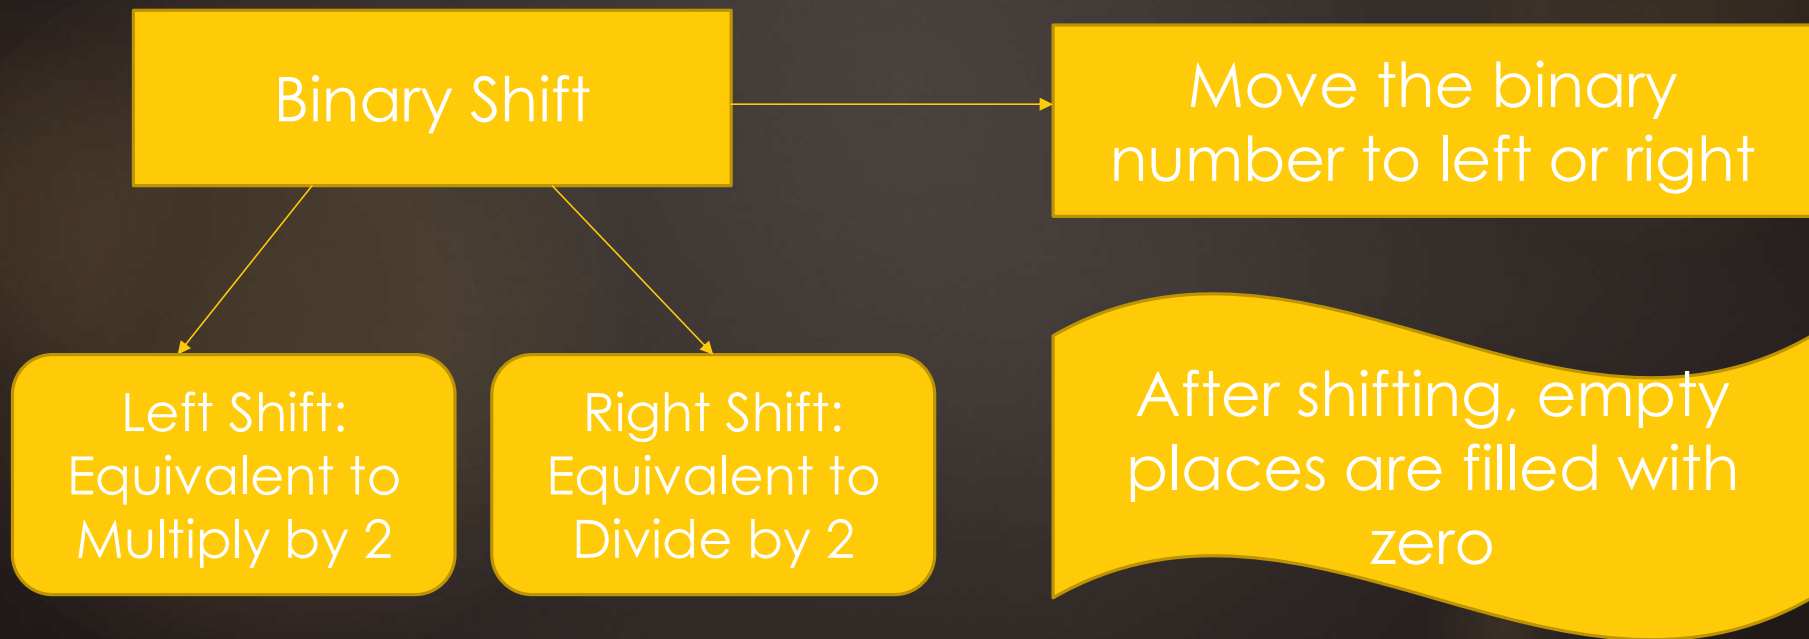 Binary Shift
Move the binary
number to left or right
Left Shift:
Equivalent to
Multiply by 2
Right Shift:
Equivalent to
Divide by 2
After shifting, empty
places are filled with
zero